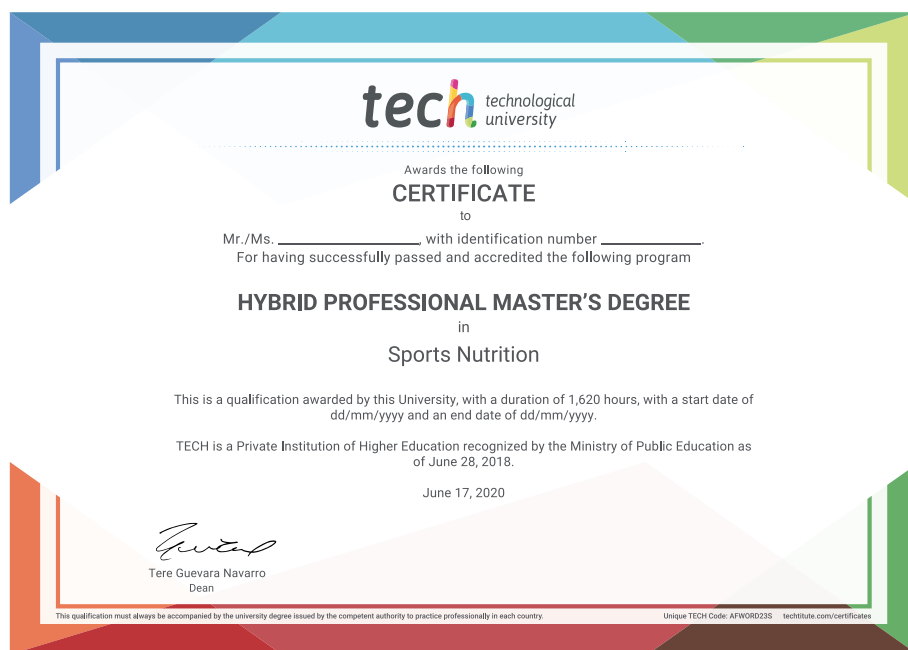 tech technological
university
Awards the following
CERTIFICATE
to
Mr./Ms. ____________________, with identification number ______________.
For having successfully passed and accredited the following program
HYBRID PROFESSIONAL MASTER'S DEGREE
in
Sports Nutrition
This is a qualification awarded by this University, with a duration of 1,620 hours, with a start date of
dd/mm/yyyy and an end date of dd/mm/yyyy.
TECH is a Private Institution of Higher Education recognized by the Ministry of Public Education as
of June 28, 2018.
June 17, 2020
Tere Guevara Navarro
Dean
This qualification must always be accompanied by the university degree issued by the competent authority to practice professionally in each country.
Unique TECH Code: AFWORD23S techtitute.com/certificates